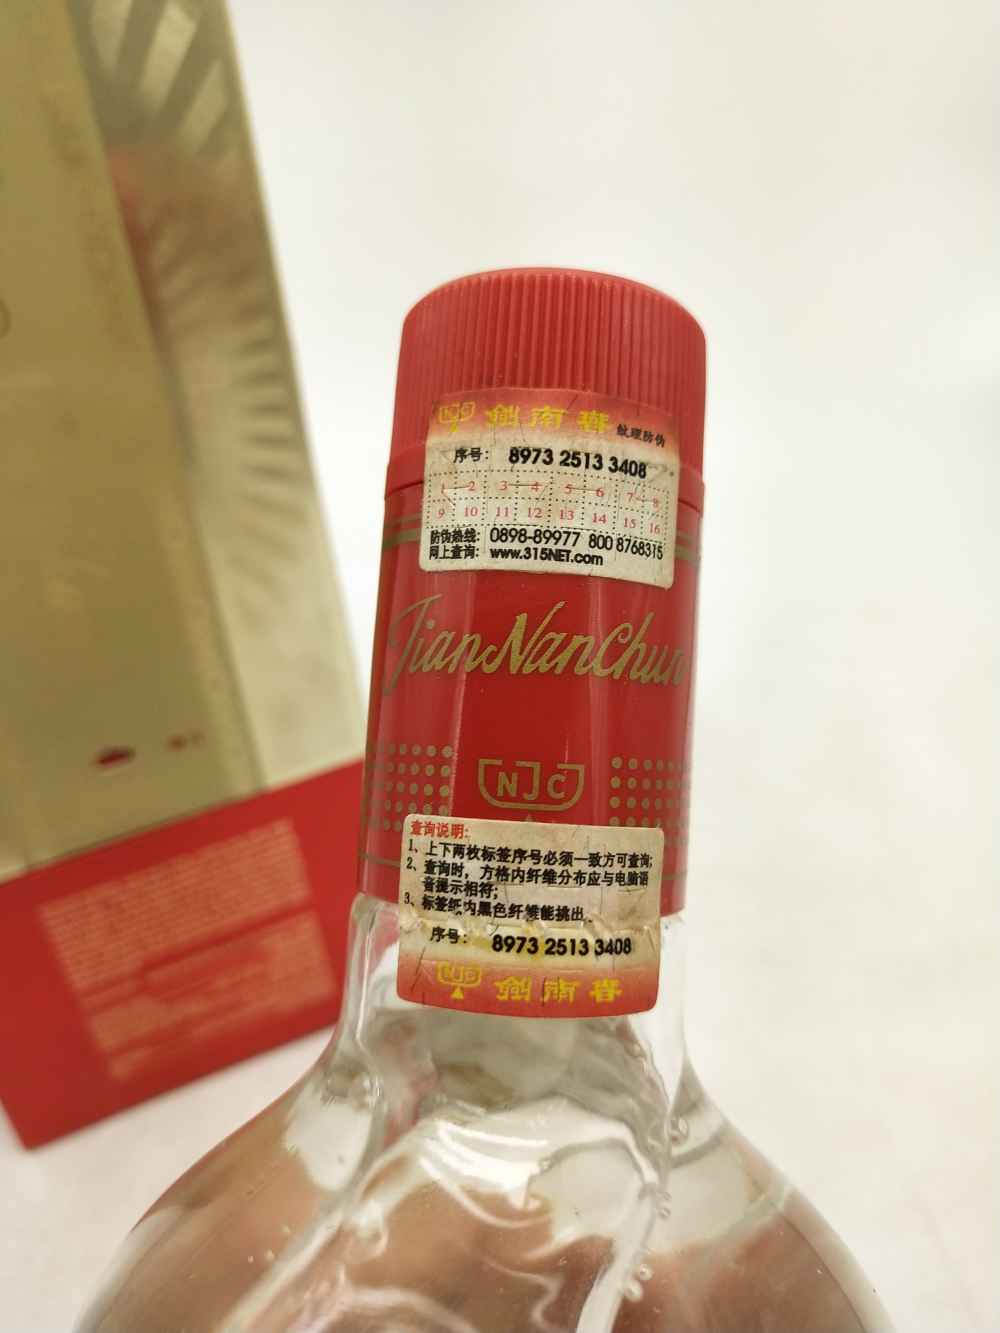 NJC 剑南春 纹理防伪
序号: 8973 2513 3408
1 2 3 4 5 6 7 8
9 10 11 12 13 14 15 16
防伪热线: 0898-89977 800 8768315
网上查询: www.315NET.com
JianNanChun
NJC
查询说明:
1、上下两枚标签序号必须一致方可查询;
2、查询时,方格内纤维分布应与电脑语
音提示相符;
3、标签纸内黑色纤维能挑出。
序号: 8973 2513 3408
NJC 剑南春